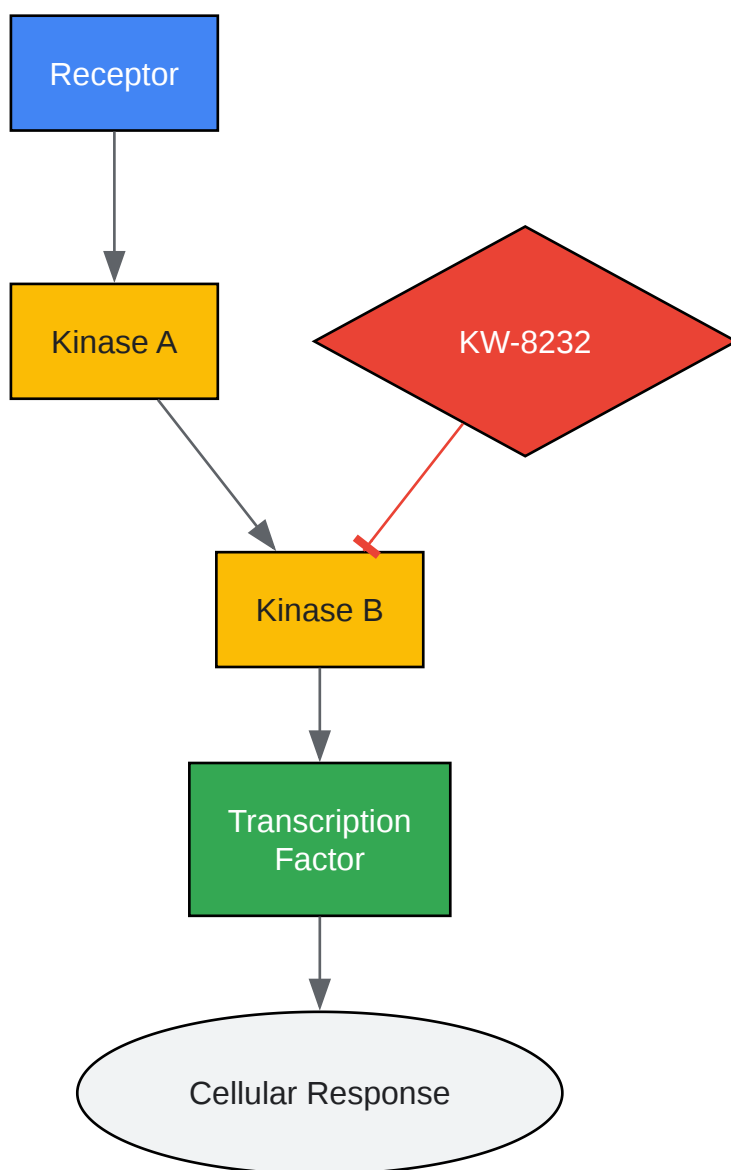 Receptor
Kinase A
KW-8232
Kinase B
Transcription
Factor
Cellular Response